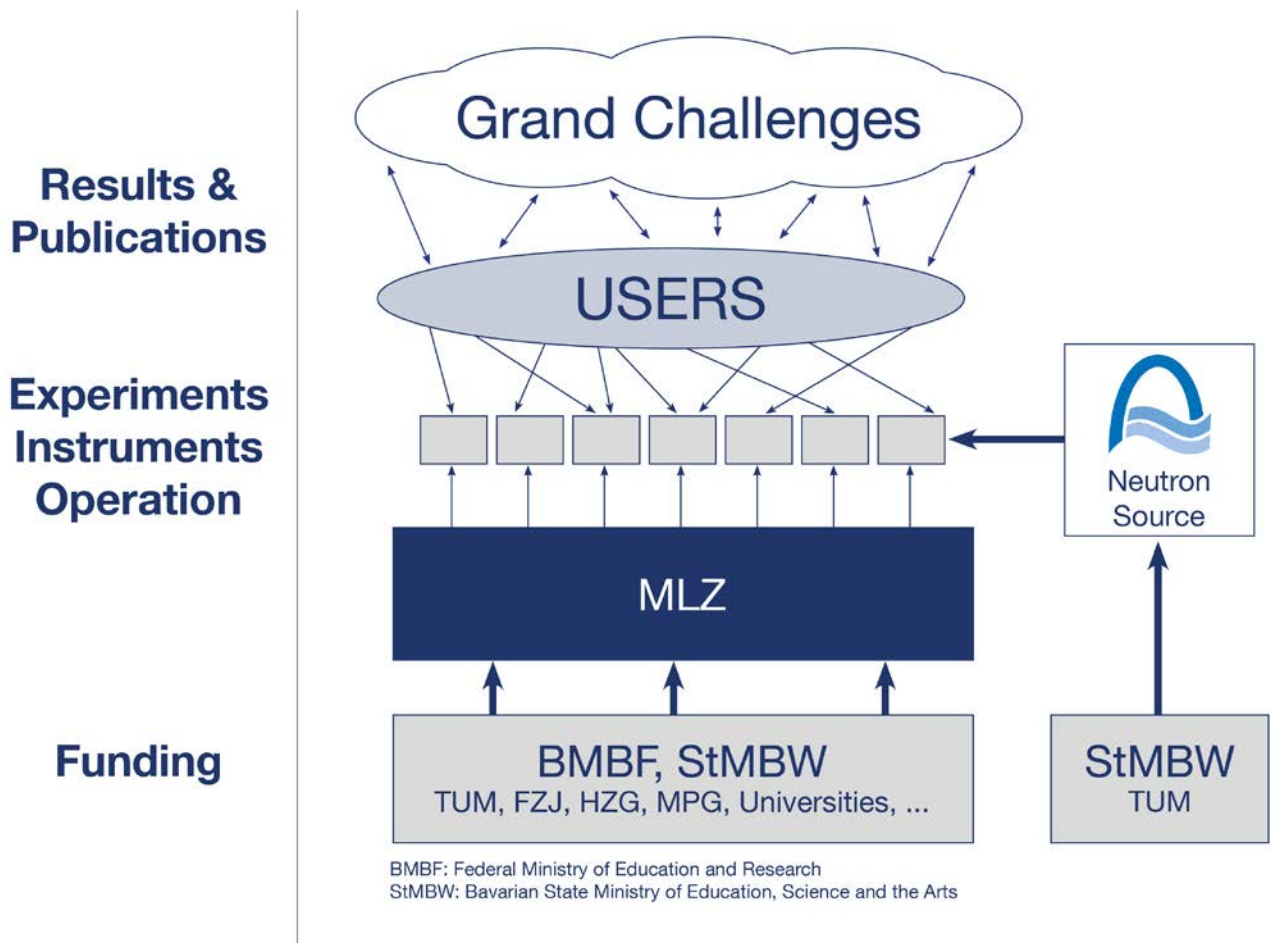 Grand Challenges
Results &
Publications
USERS
Experiments
Instruments
Operation
Neutron
Source
MLZ
Funding
BMBF, StMBW
TUM, FZJ, HZG, MPG, Universities, ...
StMBW
TUM
BMBF: Federal Ministry of Education and Research
StMBW: Bavarian State Ministry of Education, Science and the Arts